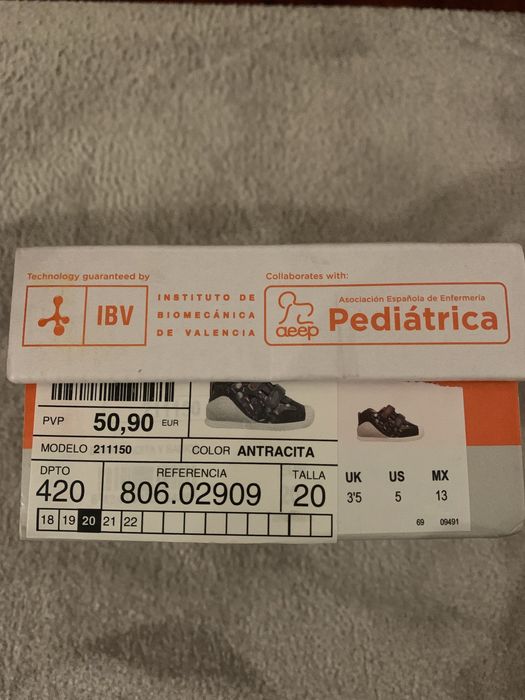 Technology guaranteed by
IBV
INSTITUTO DE
BIOMECÁNICA
DE VALENCIA
Collaborates with:
aeep
Asociación Española de Enfermería
Pediátrica
PVP 50,90 EUR
MODELO 211150 COLOR ANTRACITA
DPTO REFERENCIA TALLA
420 806.02909 20
18 19 20 21 22
UK US MX
3'5 5 13
69 09491